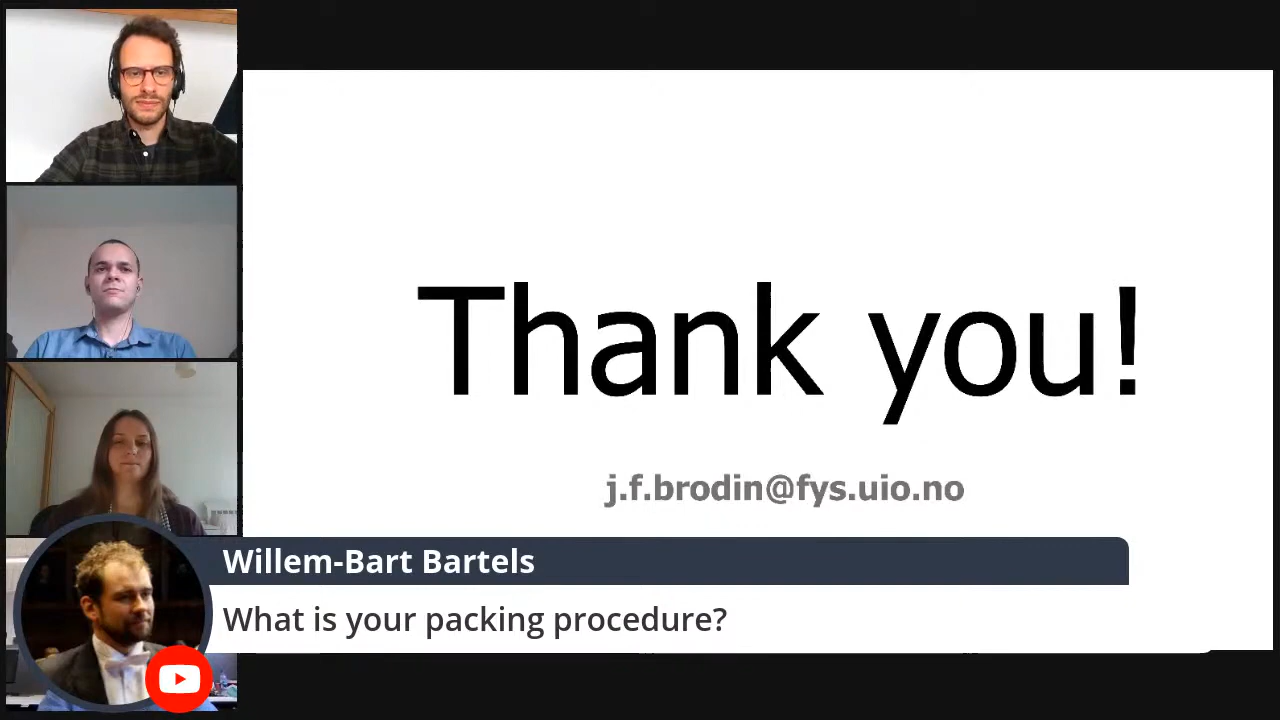 Thank you!
j.f.brodin@fys.uio.no
Willem-Bart Bartels
What is your packing procedure?